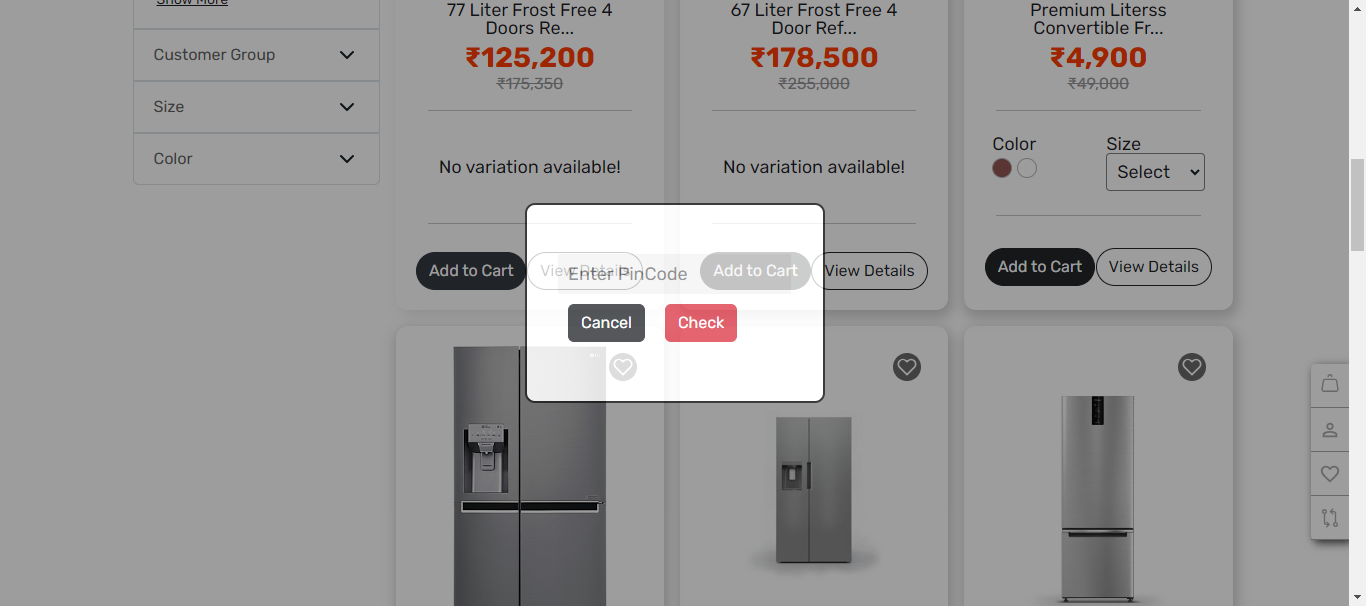 Show More
Customer Group
Size
Color
77 Liter Frost Free 4
Doors Re...
₹125,200
₹175,350
No variation available!
Add to Cart
View Details
67 Liter Frost Free 4
Door Ref...
₹178,500
₹255,000
No variation available!
Add to Cart
View Details
Premium Literss
Convertible Fr...
₹4,900
₹49,000
Color
Size
Select
Add to Cart
View Details
Enter PinCode
Cancel
Check